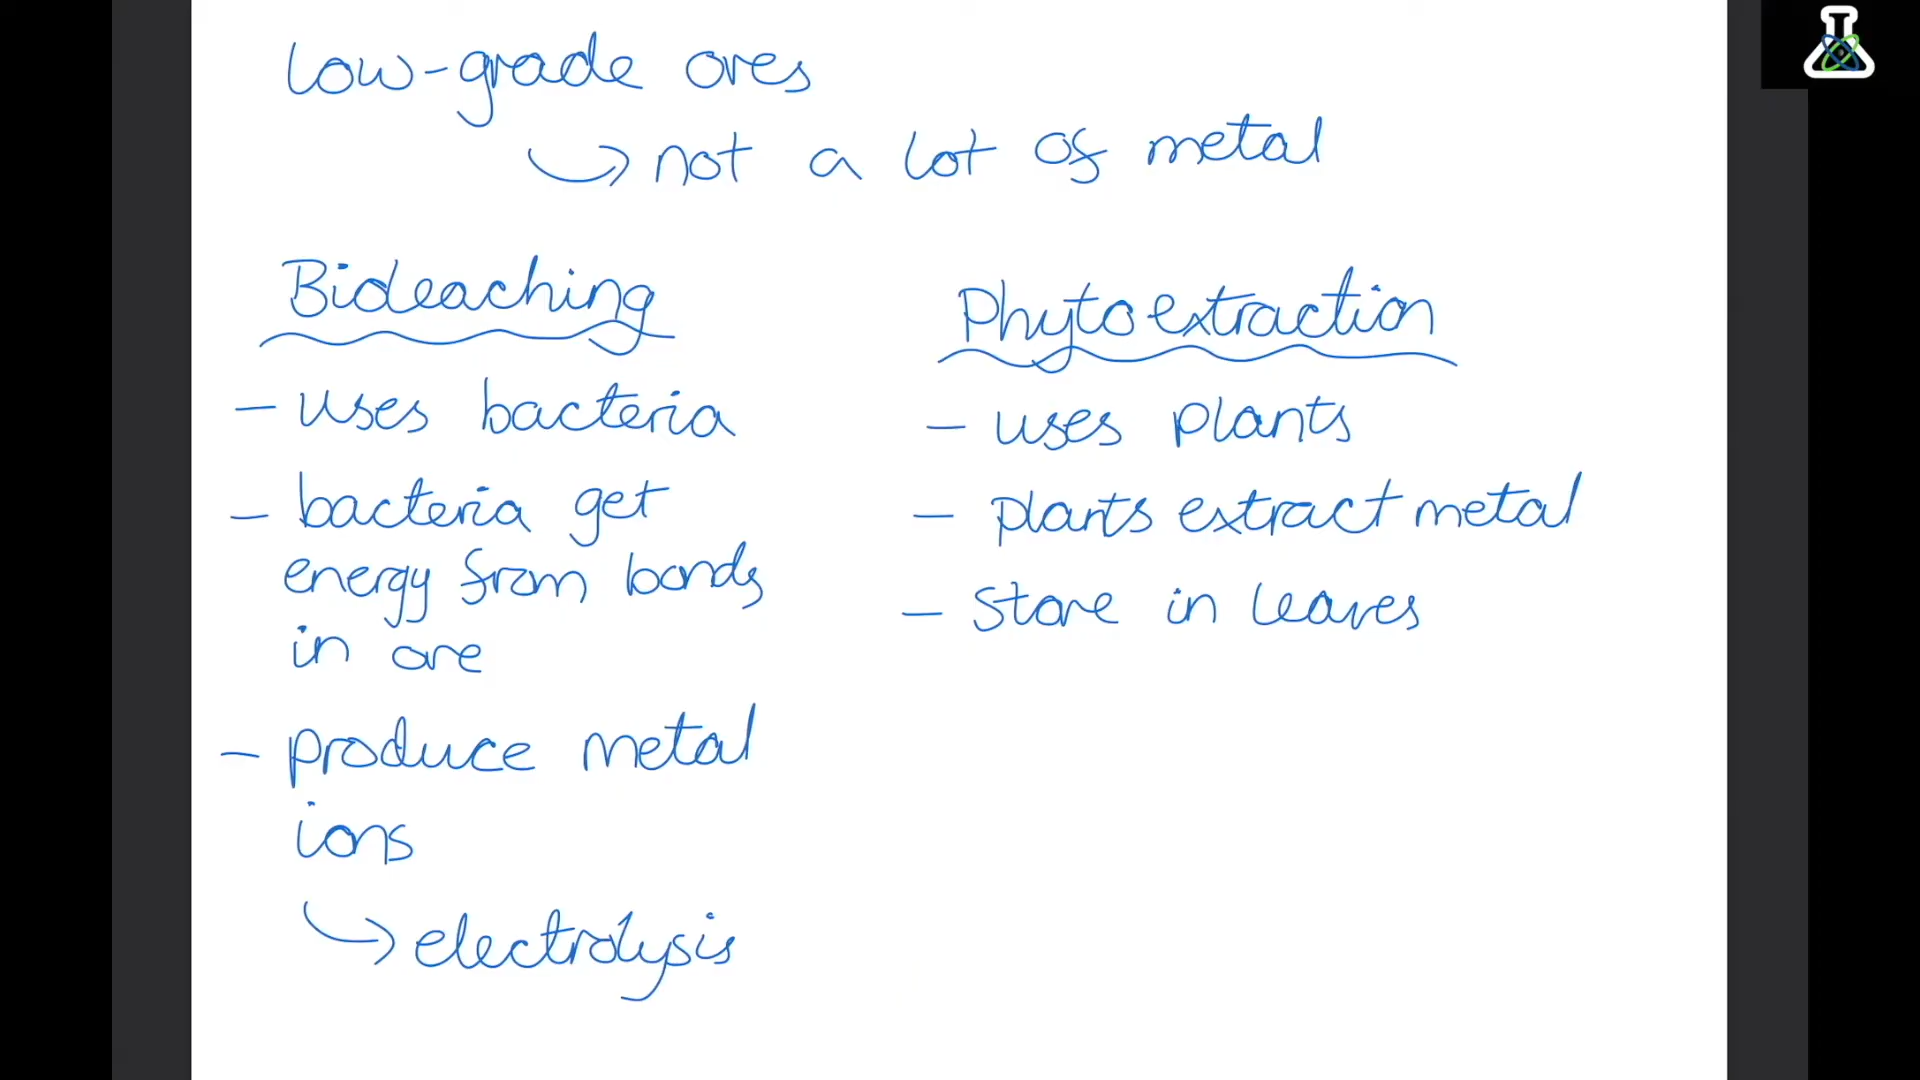 Low-grade ores
↳ not a lot of metal
Bioleaching
- uses bacteria
- bacteria get
energy from bonds
in ore
- produce metal
ions
↳ electrolysis
Phytoextraction
- uses plants
- plants extract metal
- store in leaves